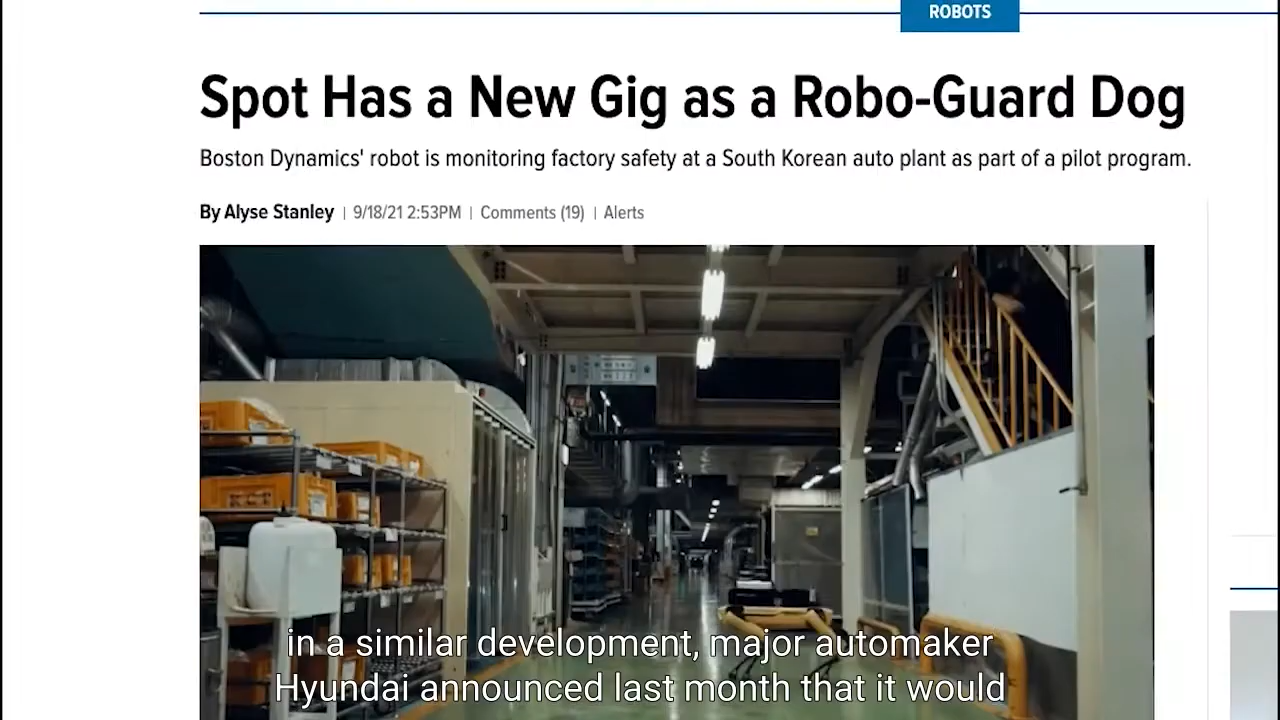 ROBOTS
Spot Has a New Gig as a Robo-Guard Dog
Boston Dynamics' robot is monitoring factory safety at a South Korean auto plant as part of a pilot program.
By Alyse Stanley | 9/18/21 2:53PM | Comments (19) | Alerts
in a similar development, major automaker
Hyundai announced last month that it would